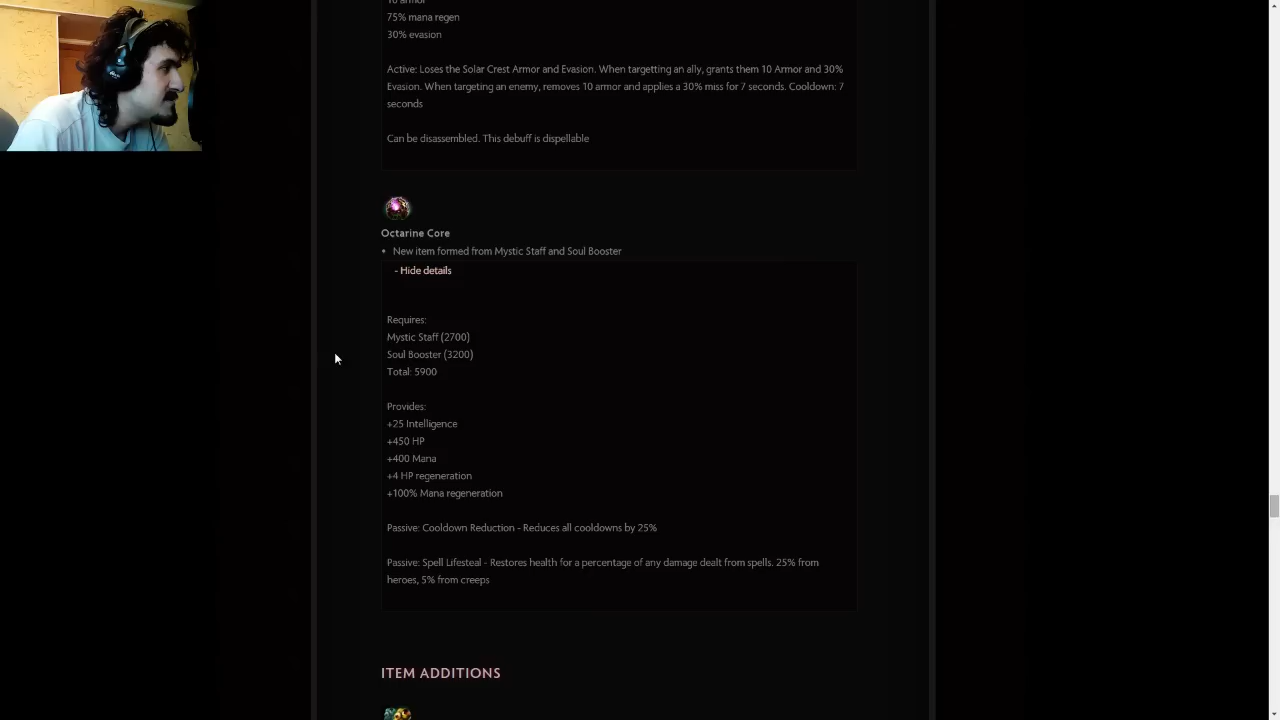 10 armor
75% mana regen
30% evasion
Active: Loses the Solar Crest Armor and Evasion. When targetting an ally, grants them 10 Armor and 30%
Evasion. When targeting an enemy, removes 10 armor and applies a 30% miss for 7 seconds. Cooldown: 7
seconds
Can be disassembled. This debuff is dispellable
Octarine Core
• New item formed from Mystic Staff and Soul Booster
- Hide details
Requires:
Mystic Staff (2700)
Soul Booster (3200)
Total: 5900
Provides:
+25 Intelligence
+450 HP
+400 Mana
+4 HP regeneration
+100% Mana regeneration
Passive: Cooldown Reduction - Reduces all cooldowns by 25%
Passive: Spell Lifesteal - Restores health for a percentage of any damage dealt from spells. 25% from
heroes, 5% from creeps
ITEM ADDITIONS